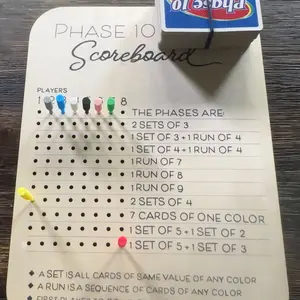 Phase 10
PHASE 10
Scoreboard
PLAYERS
1 8
THE PHASES ARE:
2 SETS OF 3
1 SET OF 3 + 1 RUN OF 4
1 SET OF 4 + 1 RUN OF 4
1 RUN OF 7
1 RUN OF 8
1 RUN OF 9
2 SETS OF 4
7 CARDS OF ONE COLOR
1 SET OF 5 + 1 SET OF 2
1 SET OF 5 + 1 SET OF 3
◆ A SET IS ALL CARDS OF SAME VALUE OF ANY COLOR
◆ A RUN IS A SEQUENCE OF CARDS OF ANY COLOR
◆ FIRST PLAYER TO